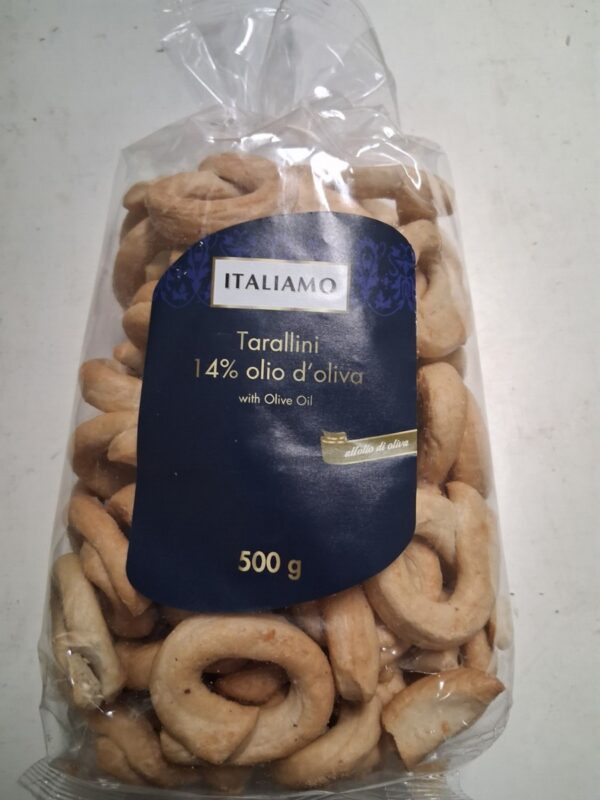 ITALIAMO
Tarallini
14% olio d'oliva
with Olive Oil
all'olio di oliva
500 g